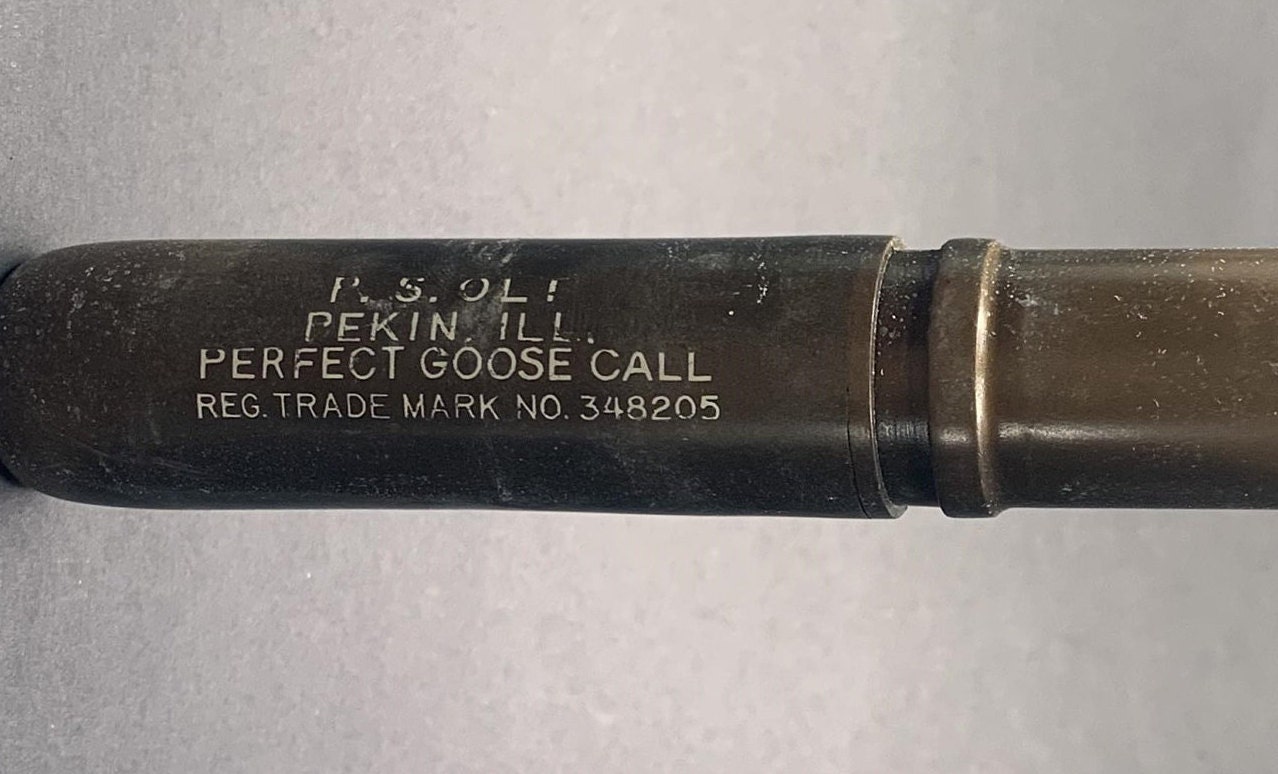 P. S. OLT
PEKIN, ILL.
PERFECT GOOSE CALL
REG. TRADE MARK NO. 348205